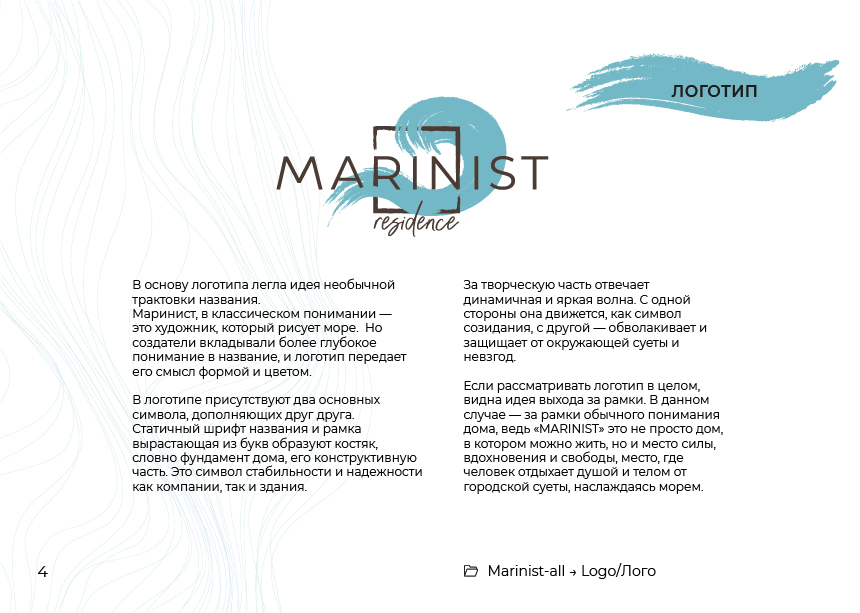 ЛОГОТИП
MARINIST
residence
В основу логотипа легла идея необычной
трактовки названия.
Маринист, в классическом понимании —
это художник, который рисует море.  Но
создатели вкладывали более глубокое
понимание в название, и логотип передает
его смысл формой и цветом.
В логотипе присутствуют два основных
символа, дополняющих друг друга.
Статичный шрифт названия и рамка
вырастающая из букв образуют костяк,
словно фундамент дома, его конструктивную
часть. Это символ стабильности и надежности
как компании, так и здания.
За творческую часть отвечает
динамичная и яркая волна. С одной
стороны она движется, как символ
созидания, с другой — обволакивает и
защищает от окружающей суеты и
невзгод.
Если рассматривать логотип в целом,
видна идея выхода за рамки. В данном
случае — за рамки обычного понимания
дома, ведь «MARINIST» это не просто дом,
в котором можно жить, но и место силы,
вдохновения и свободы, место, где
человек отдыхает душой и телом от
городской суеты, наслаждаясь морем.
4
Marinist-all → Logo/Лого